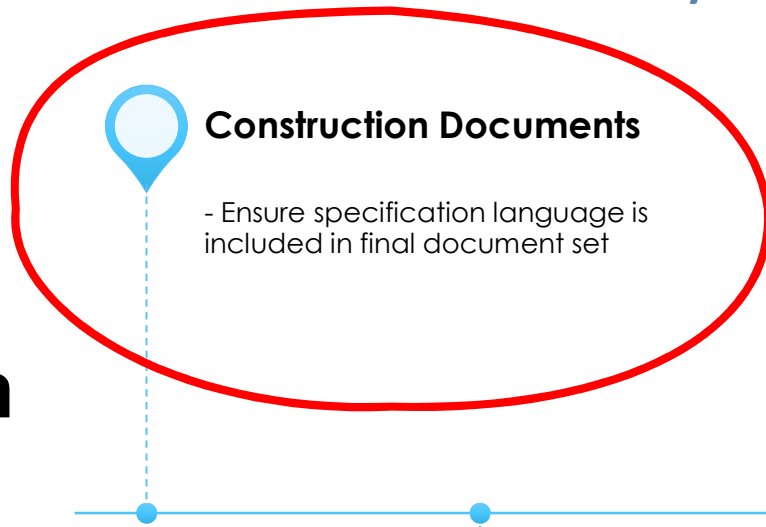 Construction Documents
- Ensure specification language is
included in final document set